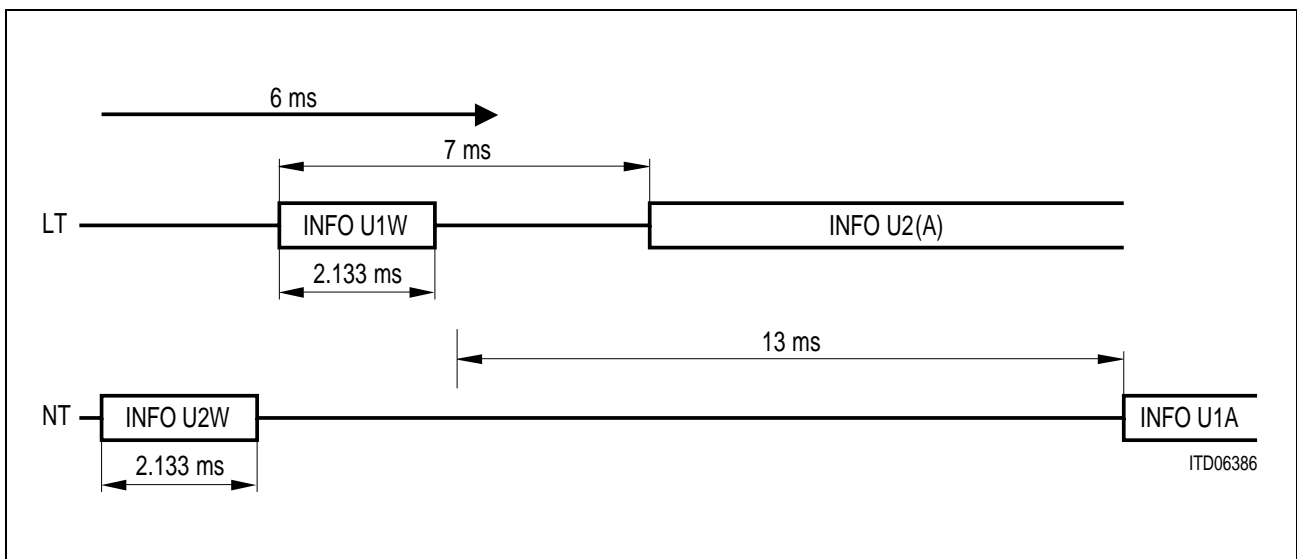 6 ms
7 ms
LT INFO U1W INFO U2(A)
2.133 ms
13 ms
NT INFO U2W INFO U1A
2.133 ms
ITD06386